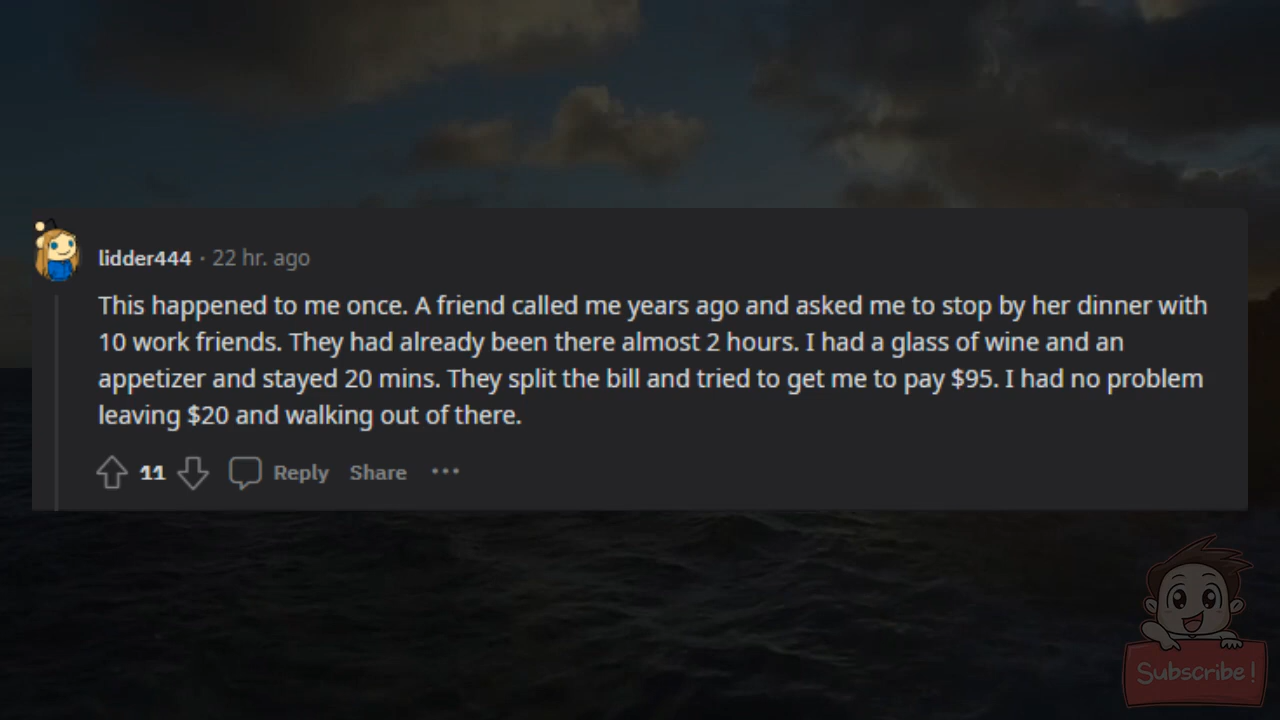 lidder444 · 22 hr. ago
This happened to me once. A friend called me years ago and asked me to stop by her dinner with
10 work friends. They had already been there almost 2 hours. I had a glass of wine and an
appetizer and stayed 20 mins. They split the bill and tried to get me to pay $95. I had no problem
leaving $20 and walking out of there.
11 Reply Share ···
Subscribe!